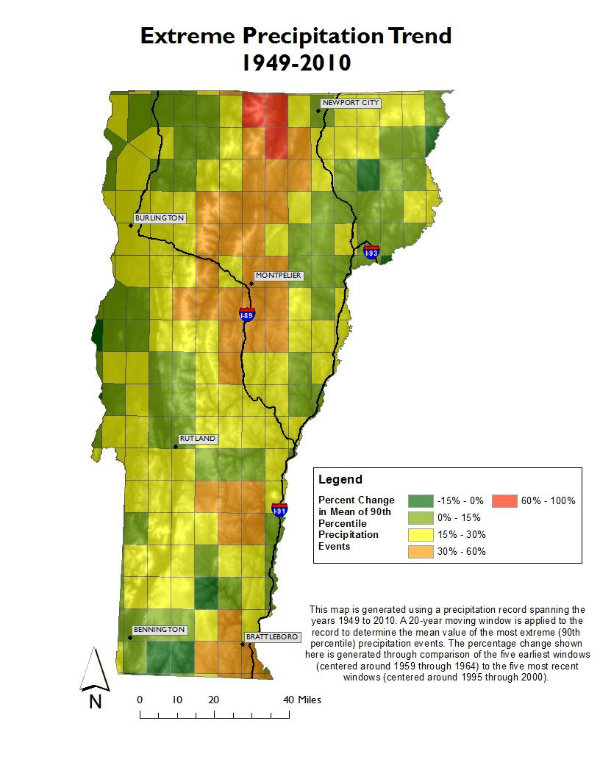 Extreme Precipitation Trend
1949-2010
NEWPORT CITY
BURLINGTON
I-93
MONTPELIER
I-89
RUTLAND
I-91
BENNINGTON
BRATTLEBORO
Legend
Percent Change
in Mean of 90th
Percentile
Precipitation
Events
-15% - 0%
0% - 15%
15% - 30%
30% - 60%
60% - 100%
This map is generated using a precipitation record spanning the
years 1949 to 2010. A 20-year moving window is applied to the
record to determine the mean value of the most extreme (90th
percentile) precipitation events. The percentage change shown
here is generated through comparison of the five earliest windows
(centered around 1959 through 1964) to the five most recent
windows (centered around 1995 through 2000).
N
0 10 20 40 Miles